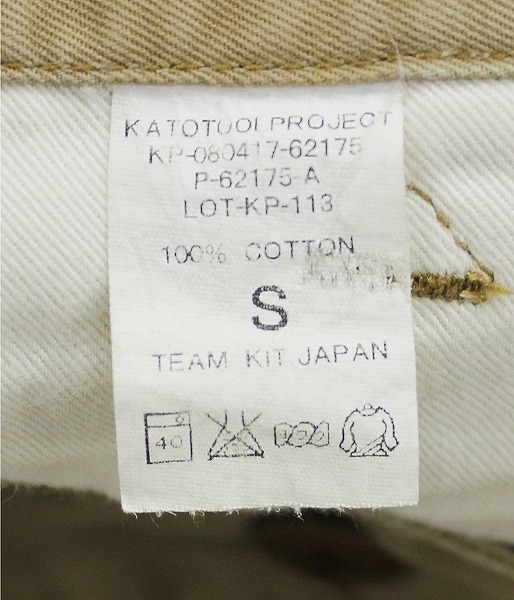 KATOTOOLPROJECT
KP-080417-62175
P-62175-A
LOT-KP-113
100% COTTON
S
TEAM KIT JAPAN
40